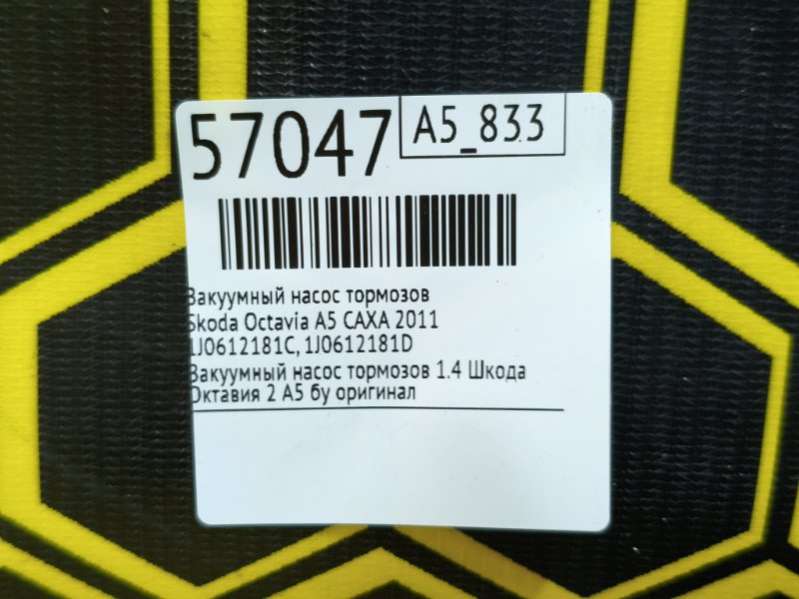 57047
A5_833
Вакуумный насос тормозов
Skoda Octavia A5 CAXA 2011
1J0612181C, 1J0612181D
Вакуумный насос тормозов 1.4 Шкода
Октавия 2 А5 бу оригинал